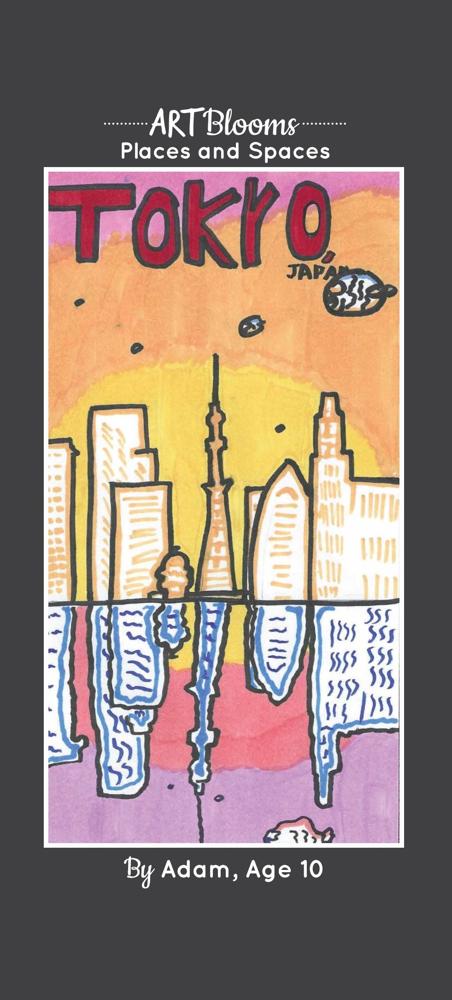 ART Blooms
Places and Spaces
TOKYO,
JAPAN
By Adam, Age 10